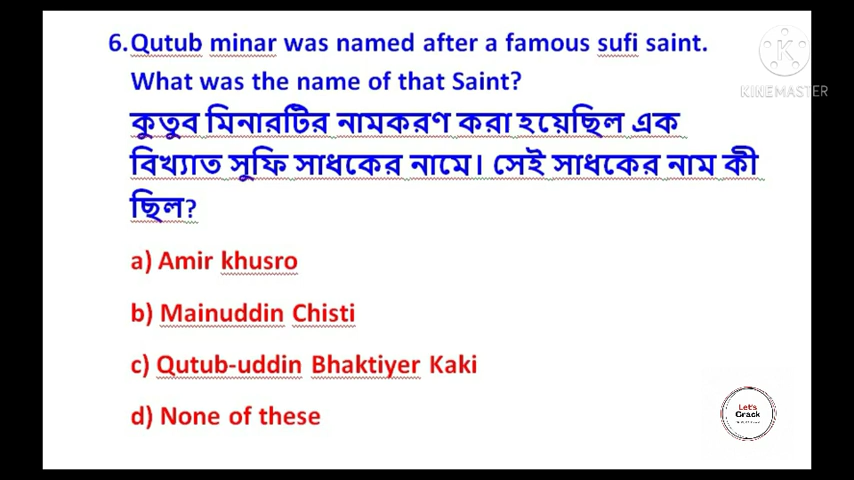 6.Qutub minar was named after a famous sufi saint.
What was the name of that Saint?
কুতুব মিনারটির নামকরণ করা হয়েছিল এক
বিখ্যাত সুফি সাধকের নামে। সেই সাধকের নাম কী
ছিল?
a) Amir khusro
b) Mainuddin Chisti
c) Qutub-uddin Bhaktiyer Kaki
d) None of these
KINEMASTER
Let's
Crack